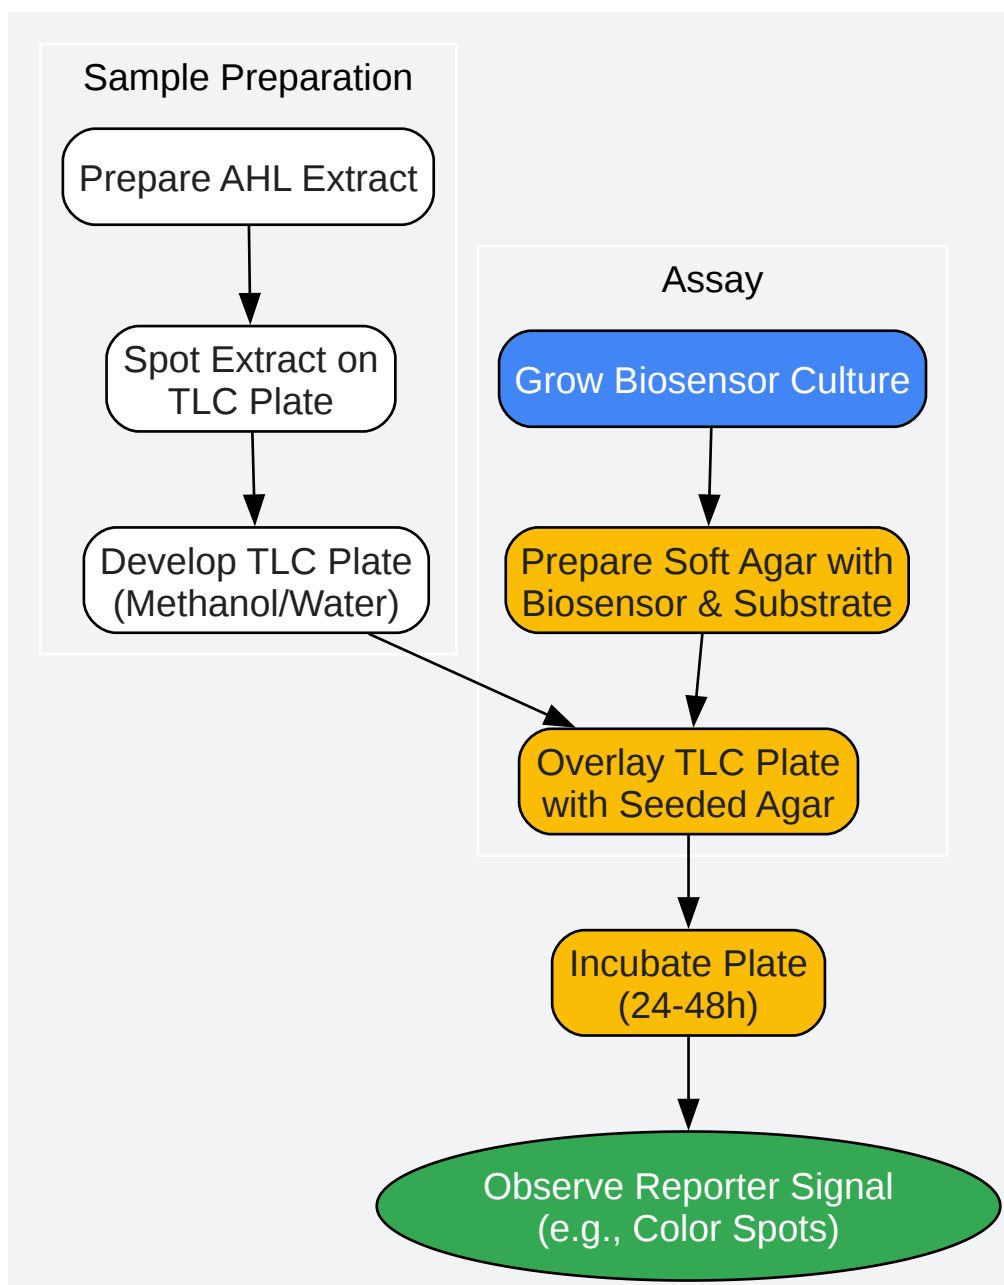 Sample Preparation
Prepare AHL Extract
Spot Extract on
TLC Plate
Develop TLC Plate
(Methanol/Water)
Assay
Grow Biosensor Culture
Prepare Soft Agar with
Biosensor & Substrate
Overlay TLC Plate
with Seeded Agar
Incubate Plate
(24-48h)
Observe Reporter Signal
(e.g., Color Spots)